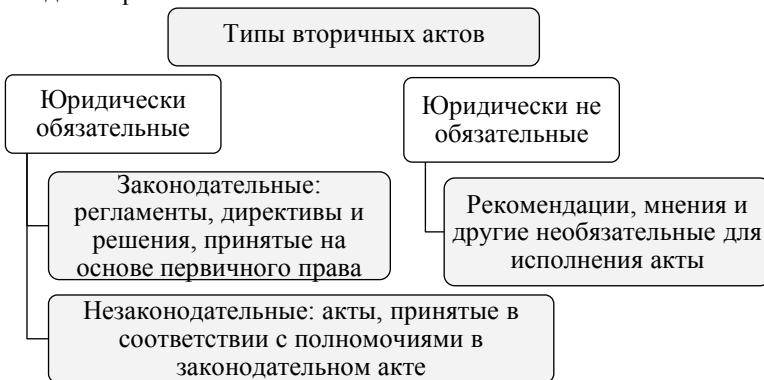 Типы вторичных актов
Юридически
обязательные
Юридически не
обязательные
Законодательные:
регламенты, директивы и
решения, принятые на
основе первичного права
Рекомендации, мнения и
другие необязательные для
исполнения акты
Незаконодательные: акты, принятые в
соответствии с полномочиями в
законодательном акте